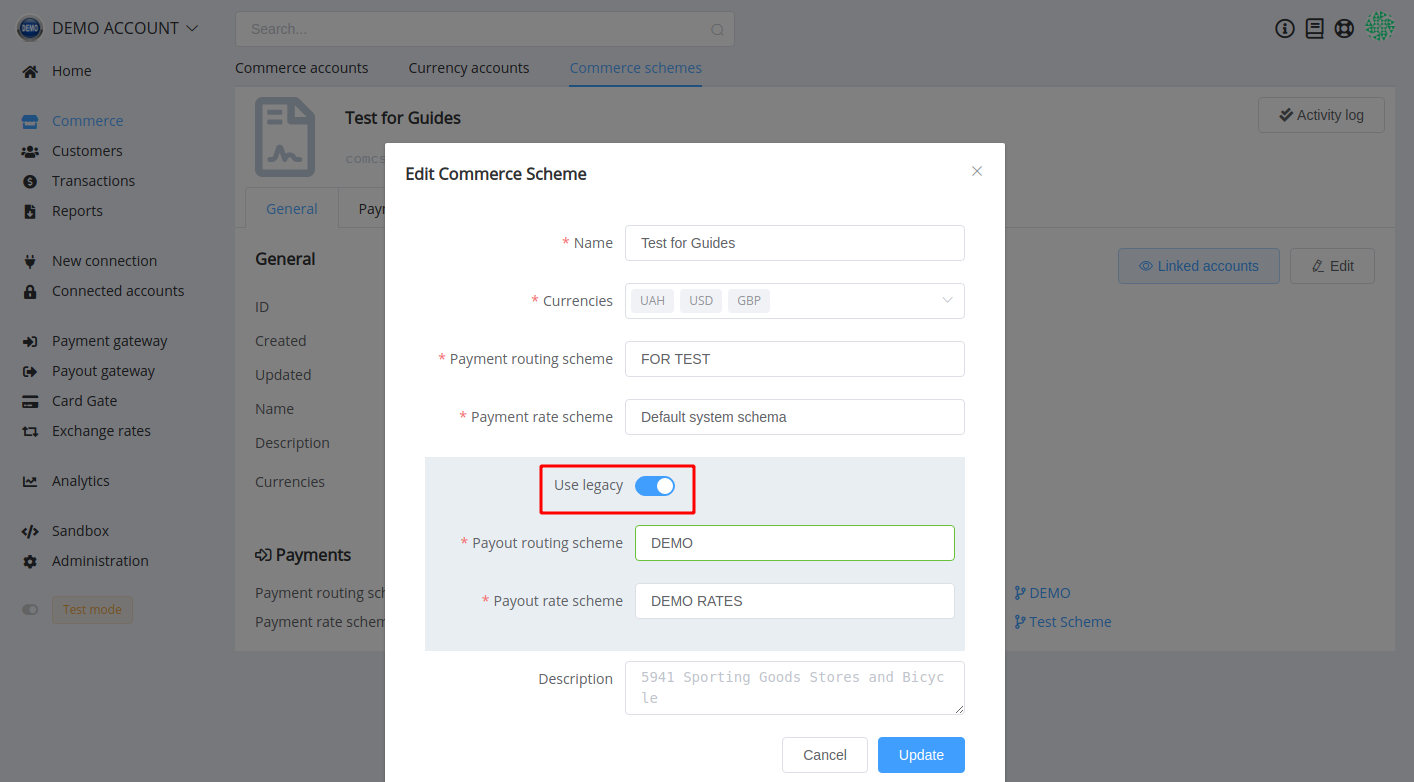 DEMO
DEMO ACCOUNT
Search...
Home
Commerce
Customers
Transactions
Reports
New connection
Connected accounts
Payment gateway
Payout gateway
Card Gate
Exchange rates
Analytics
Sandbox
Administration
Test mode
Commerce accounts
Currency accounts
Commerce schemes
Test for Guides
Activity log
comcs
General
Payr
General
Linked accounts
Edit
ID
Created
Updated
Name
Description
Currencies
Payments
Payment routing sch
DEMO
Payment rate schem
Test Scheme
Edit Commerce Scheme
* Name Test for Guides
* Currencies UAH USD GBP
* Payment routing scheme FOR TEST
* Payment rate scheme Default system schema
Use legacy
* Payout routing scheme DEMO
* Payout rate scheme DEMO RATES
Description 5941 Sporting Goods Stores and Bicyc
le
Cancel Update